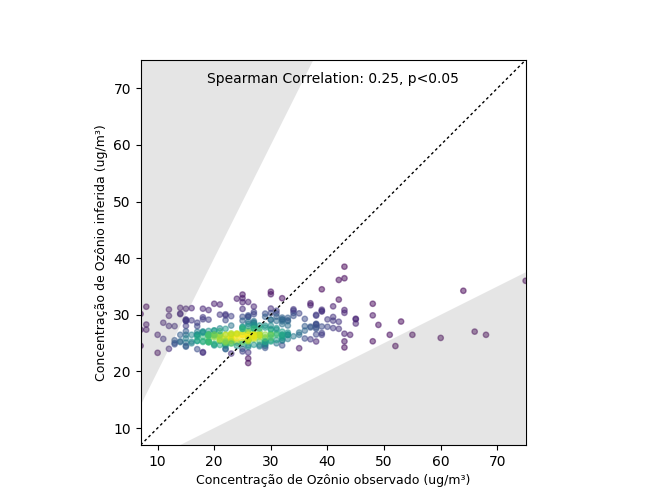 Spearman Correlation: 0.25, p<0.05
70
60
50
40
30
20
10
Concentração de Ozônio inferida (ug/m³)
10 20 30 40 50 60 70
Concentração de Ozônio observado (ug/m³)